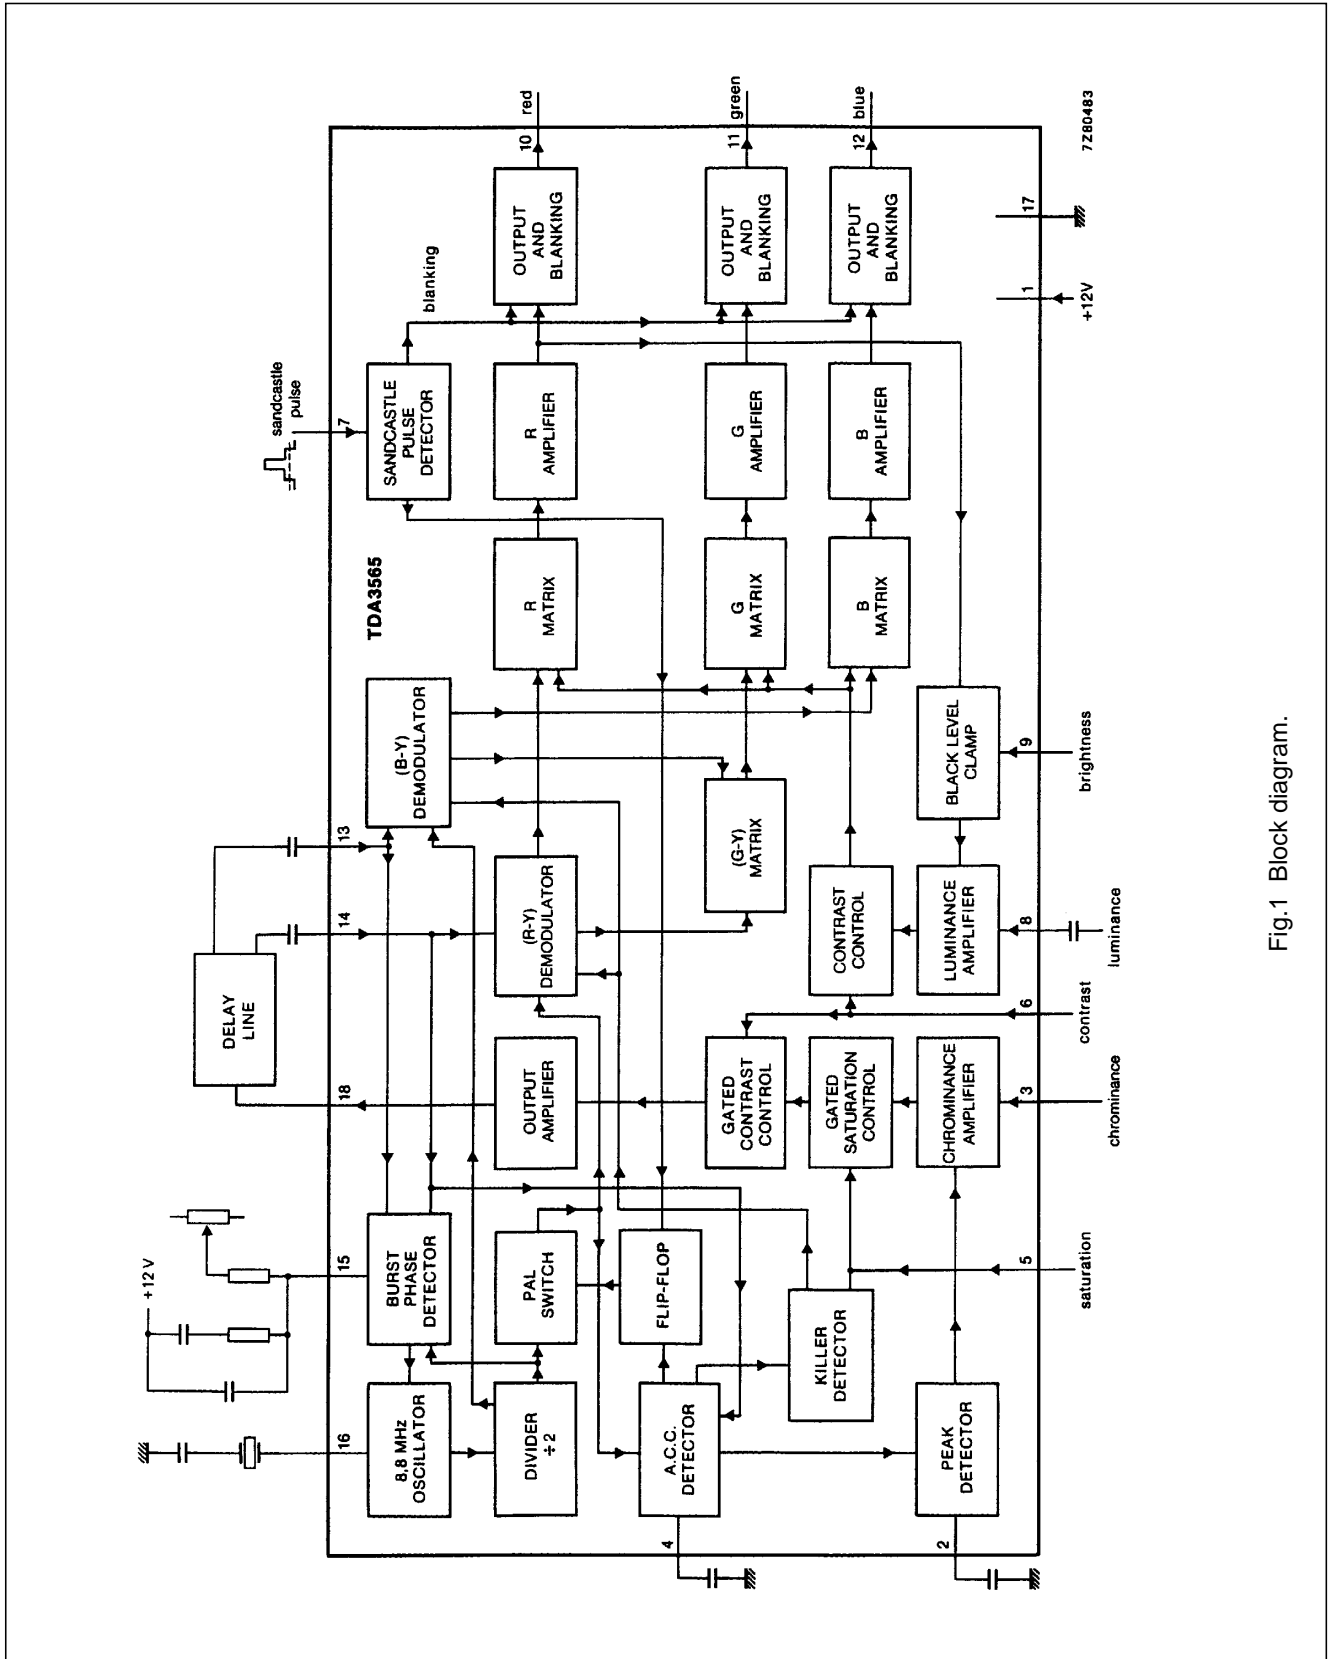 +12 V
DELAY
LINE
sandcastle
pulse
16
15
18
14
13
7
TDA3565
8,8 MHz
OSCILLATOR
BURST
PHASE
DETECTOR
(B-Y)
DEMODULATOR
SANDCASTLE
PULSE
DETECTOR
blanking
DIVIDER
÷2
PAL
SWITCH
OUTPUT
AMPLIFIER
(R-Y)
DEMODULATOR
R
MATRIX
R
AMPLIFIER
OUTPUT
AND
BLANKING
10
red
4
A.C.C.
DETECTOR
FLIP-FLOP
GATED
CONTRAST
CONTROL
(G-Y)
MATRIX
G
MATRIX
G
AMPLIFIER
OUTPUT
AND
BLANKING
11
green
KILLER
DETECTOR
GATED
SATURATION
CONTROL
CONTRAST
CONTROL
B
MATRIX
B
AMPLIFIER
OUTPUT
AND
BLANKING
12
blue
2
PEAK
DETECTOR
CHROMINANCE
AMPLIFIER
LUMINANCE
AMPLIFIER
BLACK LEVEL
CLAMP
5
3
6
8
9
1
17
saturation
chrominance
contrast
luminance
brightness
+12V
7Z80483
Fig.1 Block diagram.